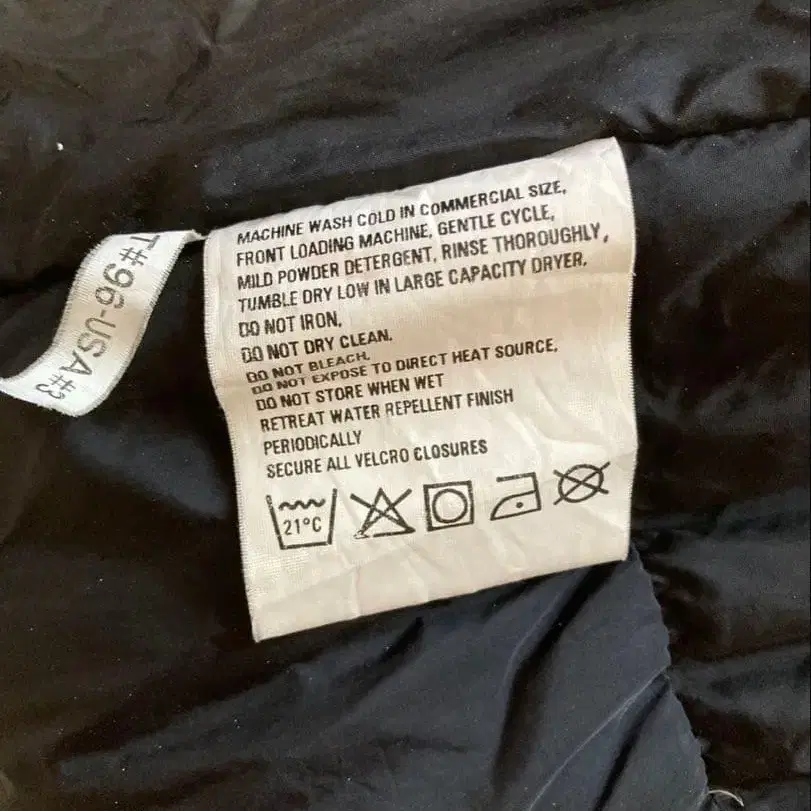 MACHINE WASH COLD IN COMMERCIAL SIZE,
FRONT LOADING MACHINE, GENTLE CYCLE,
MILD POWDER DETERGENT, RINSE THOROUGHLY,
TUMBLE DRY LOW IN LARGE CAPACITY DRYER.
DO NOT IRON.
DO NOT DRY CLEAN.
DO NOT BLEACH.
DO NOT EXPOSE TO DIRECT HEAT SOURCE.
DO NOT STORE WHEN WET
RETREAT WATER REPELLENT FINISH
PERIODICALLY
SECURE ALL VELCRO CLOSURES
21°C
T#96-USA#3